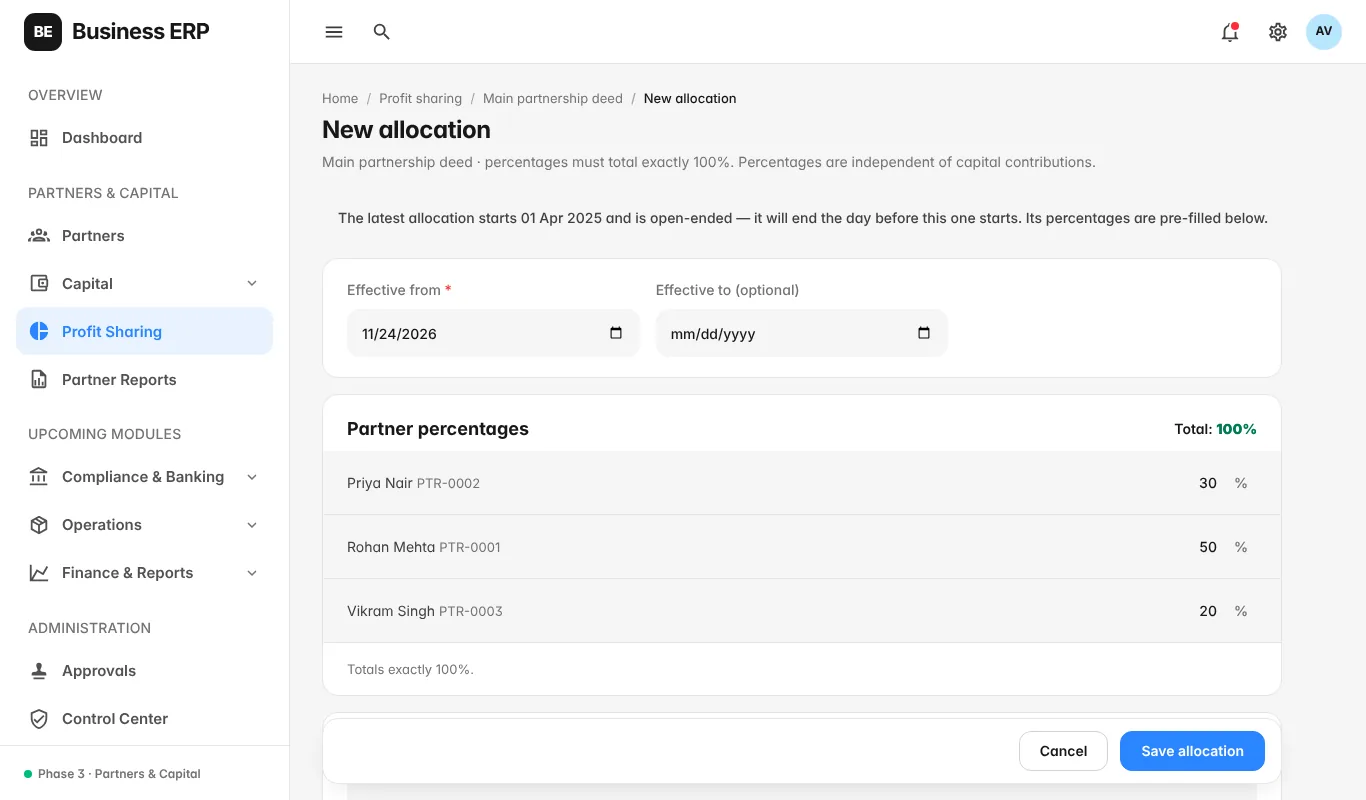 BE Business ERP
AV
OVERVIEW
Dashboard
PARTNERS & CAPITAL
Partners
Capital
Profit Sharing
Partner Reports
UPCOMING MODULES
Compliance & Banking
Operations
Finance & Reports
ADMINISTRATION
Approvals
Control Center
Phase 3 · Partners & Capital
Home / Profit sharing / Main partnership deed / New allocation
New allocation
Main partnership deed · percentages must total exactly 100%. Percentages are independent of capital contributions.
The latest allocation starts 01 Apr 2025 and is open-ended — it will end the day before this one starts. Its percentages are pre-filled below.
Effective from * Effective to (optional)
11/24/2026 mm/dd/yyyy
Partner percentages Total: 100%
Priya Nair PTR-0002 30 %
Rohan Mehta PTR-0001 50 %
Vikram Singh PTR-0003 20 %
Totals exactly 100%.
Cancel Save allocation